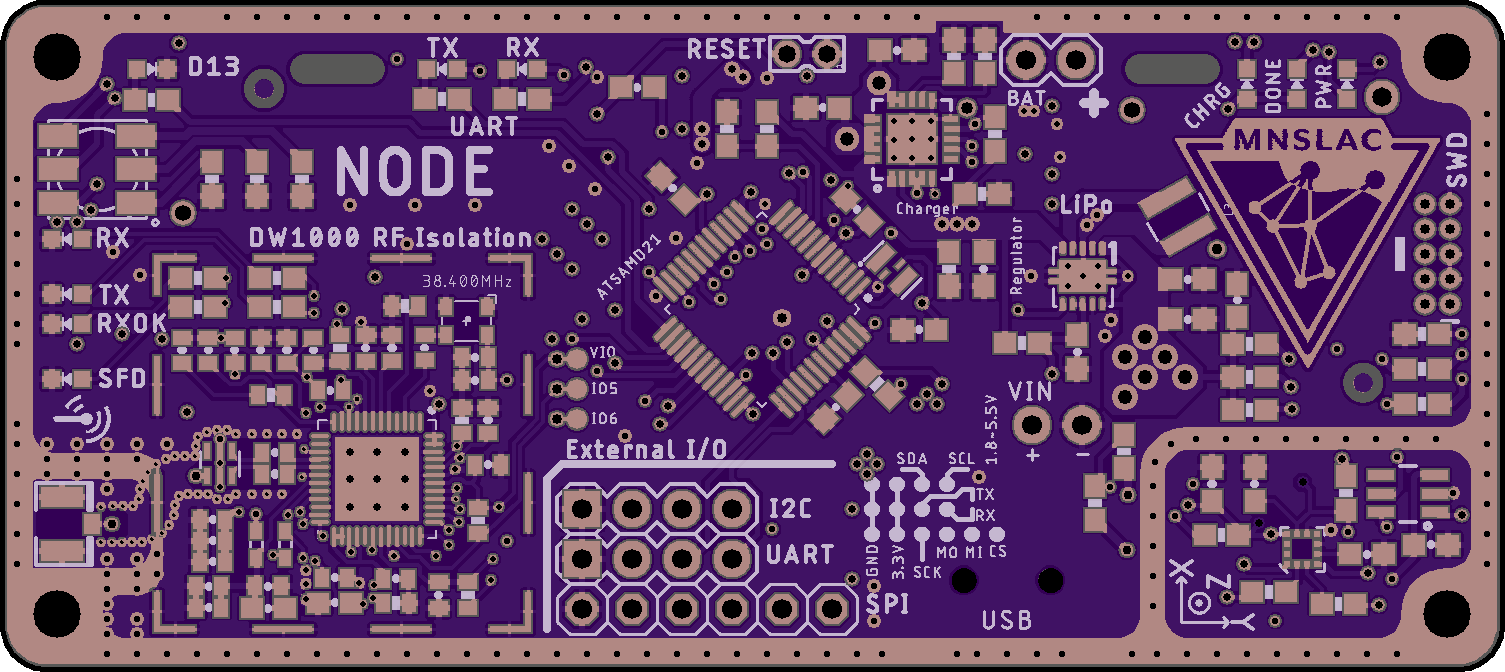 D13
TX
RX
UART
RESET
BAT
+
CHRG
DONE
PWR
NODE
MNSLAC
SWD
Charger
LiPo
RX
DW1000 RF Isolation
ATSAMD21
Regulator
38.400MHz
TX
RXOK
VIO
IO5
IO6
SFD
VIN
+
-
1.8~5.5V
External I/O
SDA
SCL
TX
RX
I2C
UART
GND
3.3V
SCK
MO
MI
CS
SPI
USB
X
Z
Y